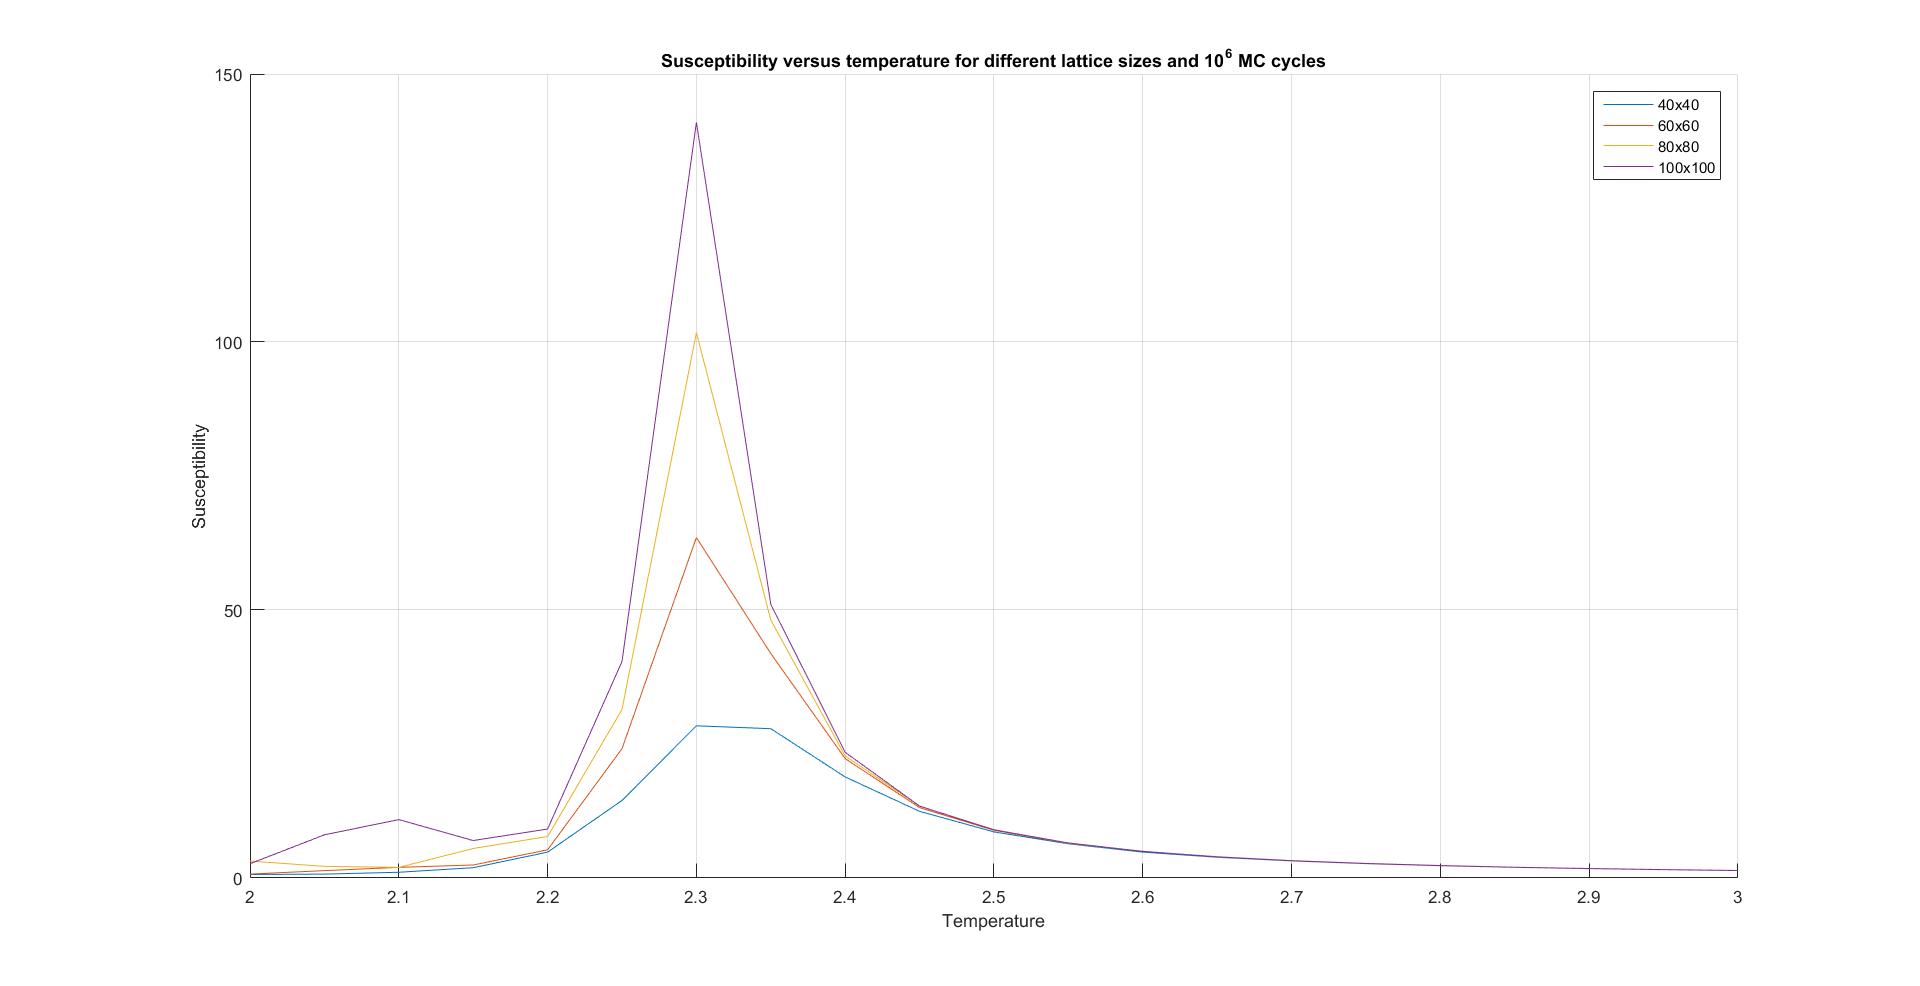 Susceptibility versus temperature for different lattice sizes and 10⁶ MC cycles
150
100
50
0
Susceptibility
40x40
60x60
80x80
100x100
2 2.1 2.2 2.3 2.4 2.5 2.6 2.7 2.8 2.9 3
Temperature